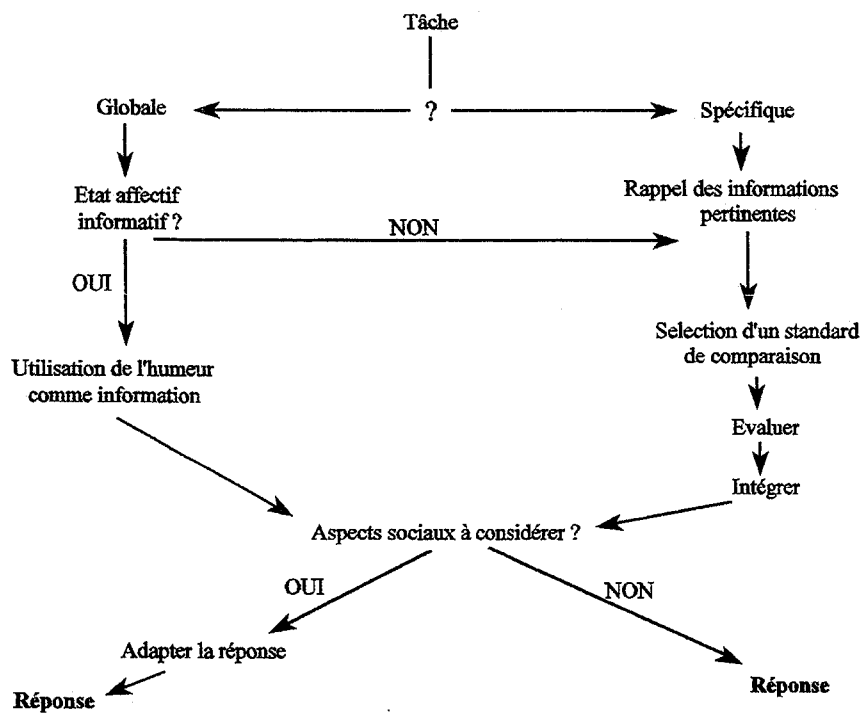 Tâche
Globale
?
Spécifique
Etat affectif
informatif ?
Rappel des informations
pertinentes
NON
OUI
Selection d'un standard
de comparaison
Utilisation de l'humeur
comme information
Evaluer
Intégrer
Aspects sociaux à considérer ?
OUI
NON
Adapter la réponse
Réponse
Réponse